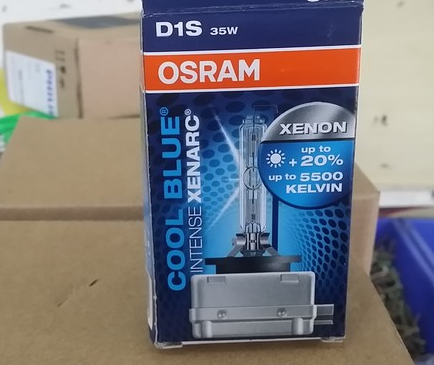 D1S 35W
OSRAM
COOL BLUE®
INTENSE XENARC®
XENON
up to
+20%
up to 5500
KELVIN